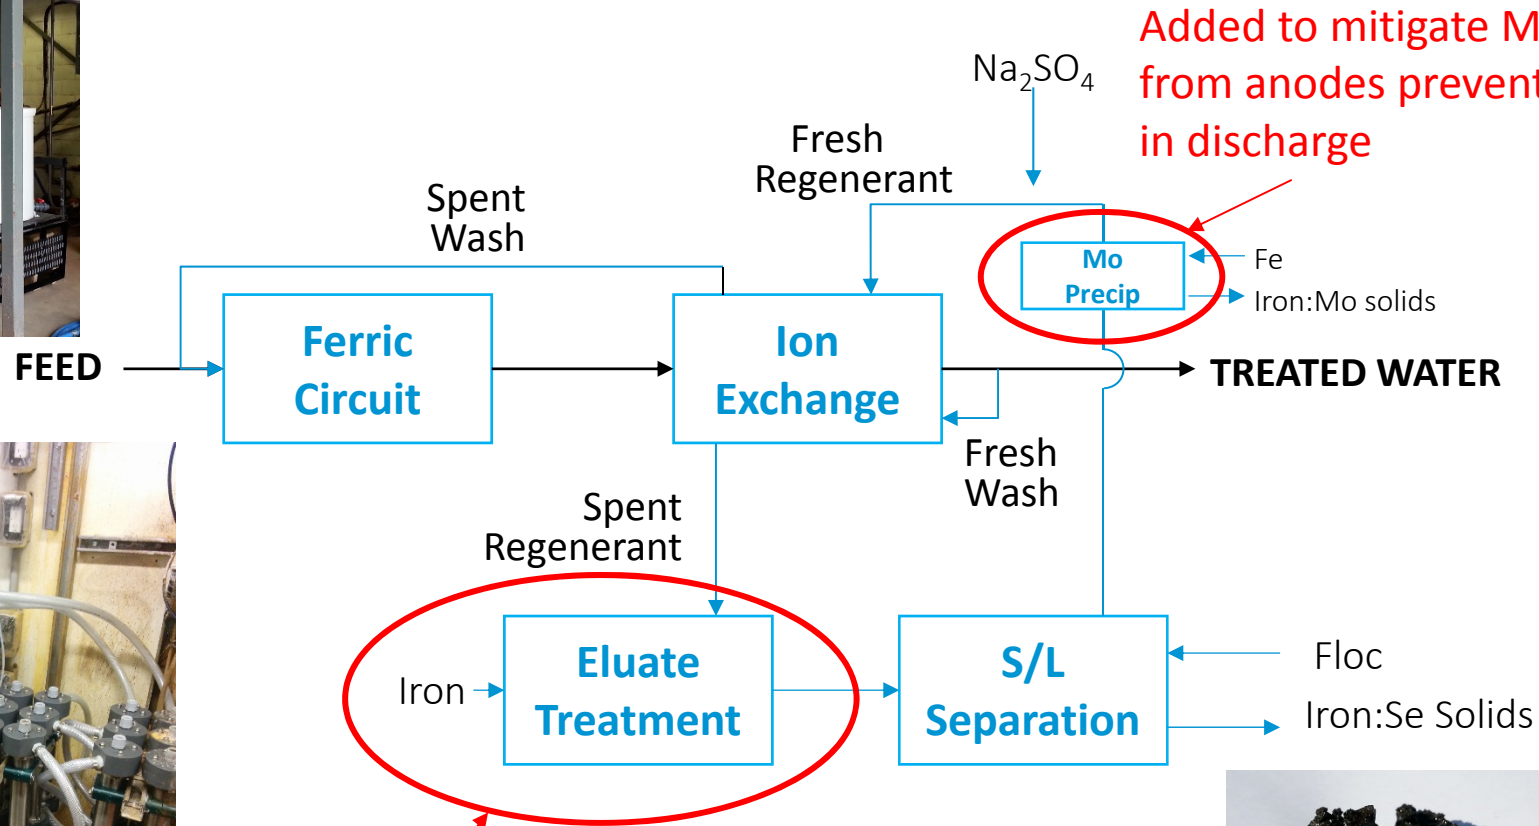 Added to mitigate M
from anodes prevent
in discharge
Na₂SO₄
Fresh
Regenerant
Spent
Wash
Mo
Precip
Fe
Iron:Mo solids
FEED
Ferric
Circuit
Ion
Exchange
TREATED WATER
Fresh
Wash
Spent
Regenerant
Iron
Eluate
Treatment
S/L
Separation
Floc
Iron:Se Solids